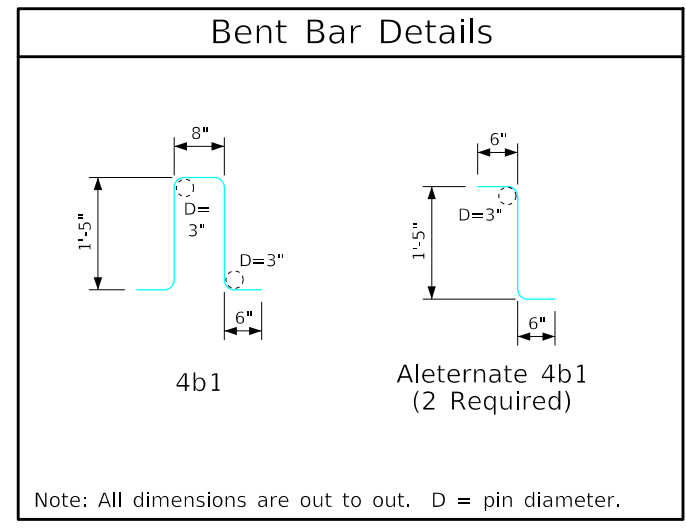 Bent Bar Details
8"
1'-5"
D=
3"
D=3"
6"
4b1
6"
D=3"
1'-5"
6"
Aleternate 4b1
(2 Required)
Note: All dimensions are out to out. D = pin diameter.